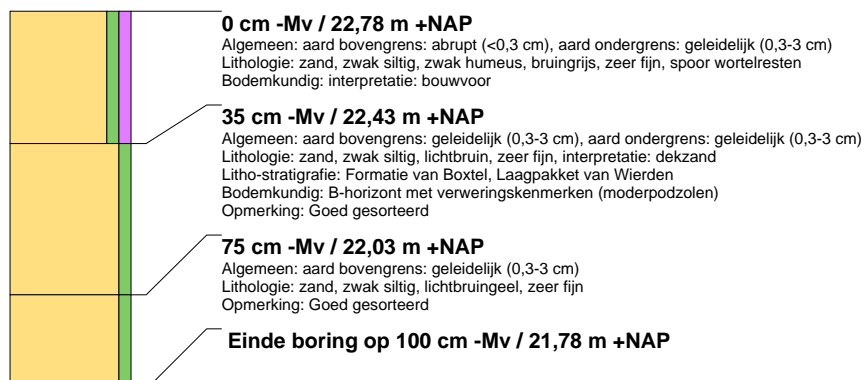 0 cm -Mv / 22,78 m +NAP
Algemeen: aard bovengrens: abrupt (<0,3 cm), aard ondergrens: geleidelijk (0,3-3 cm)
Lithologie: zand, zwak siltig, zwak humeus, bruingrijs, zeer fijn, spoor wortelresten
Bodemkundig: interpretatie: bouwvoor
35 cm -Mv / 22,43 m +NAP
Algemeen: aard bovengrens: geleidelijk (0,3-3 cm), aard ondergrens: geleidelijk (0,3-3 cm)
Lithologie: zand, zwak siltig, lichtbruin, zeer fijn, interpretatie: dekzand
Litho-stratigrafie: Formatie van Boxtel, Laagpakket van Wierden
Bodemkundig: B-horizont met verweringskenmerken (moderpodzolen)
Opmerking: Goed gesorteerd
75 cm -Mv / 22,03 m +NAP
Algemeen: aard bovengrens: geleidelijk (0,3-3 cm)
Lithologie: zand, zwak siltig, lichtbruingeel, zeer fijn
Opmerking: Goed gesorteerd
Einde boring op 100 cm -Mv / 21,78 m +NAP